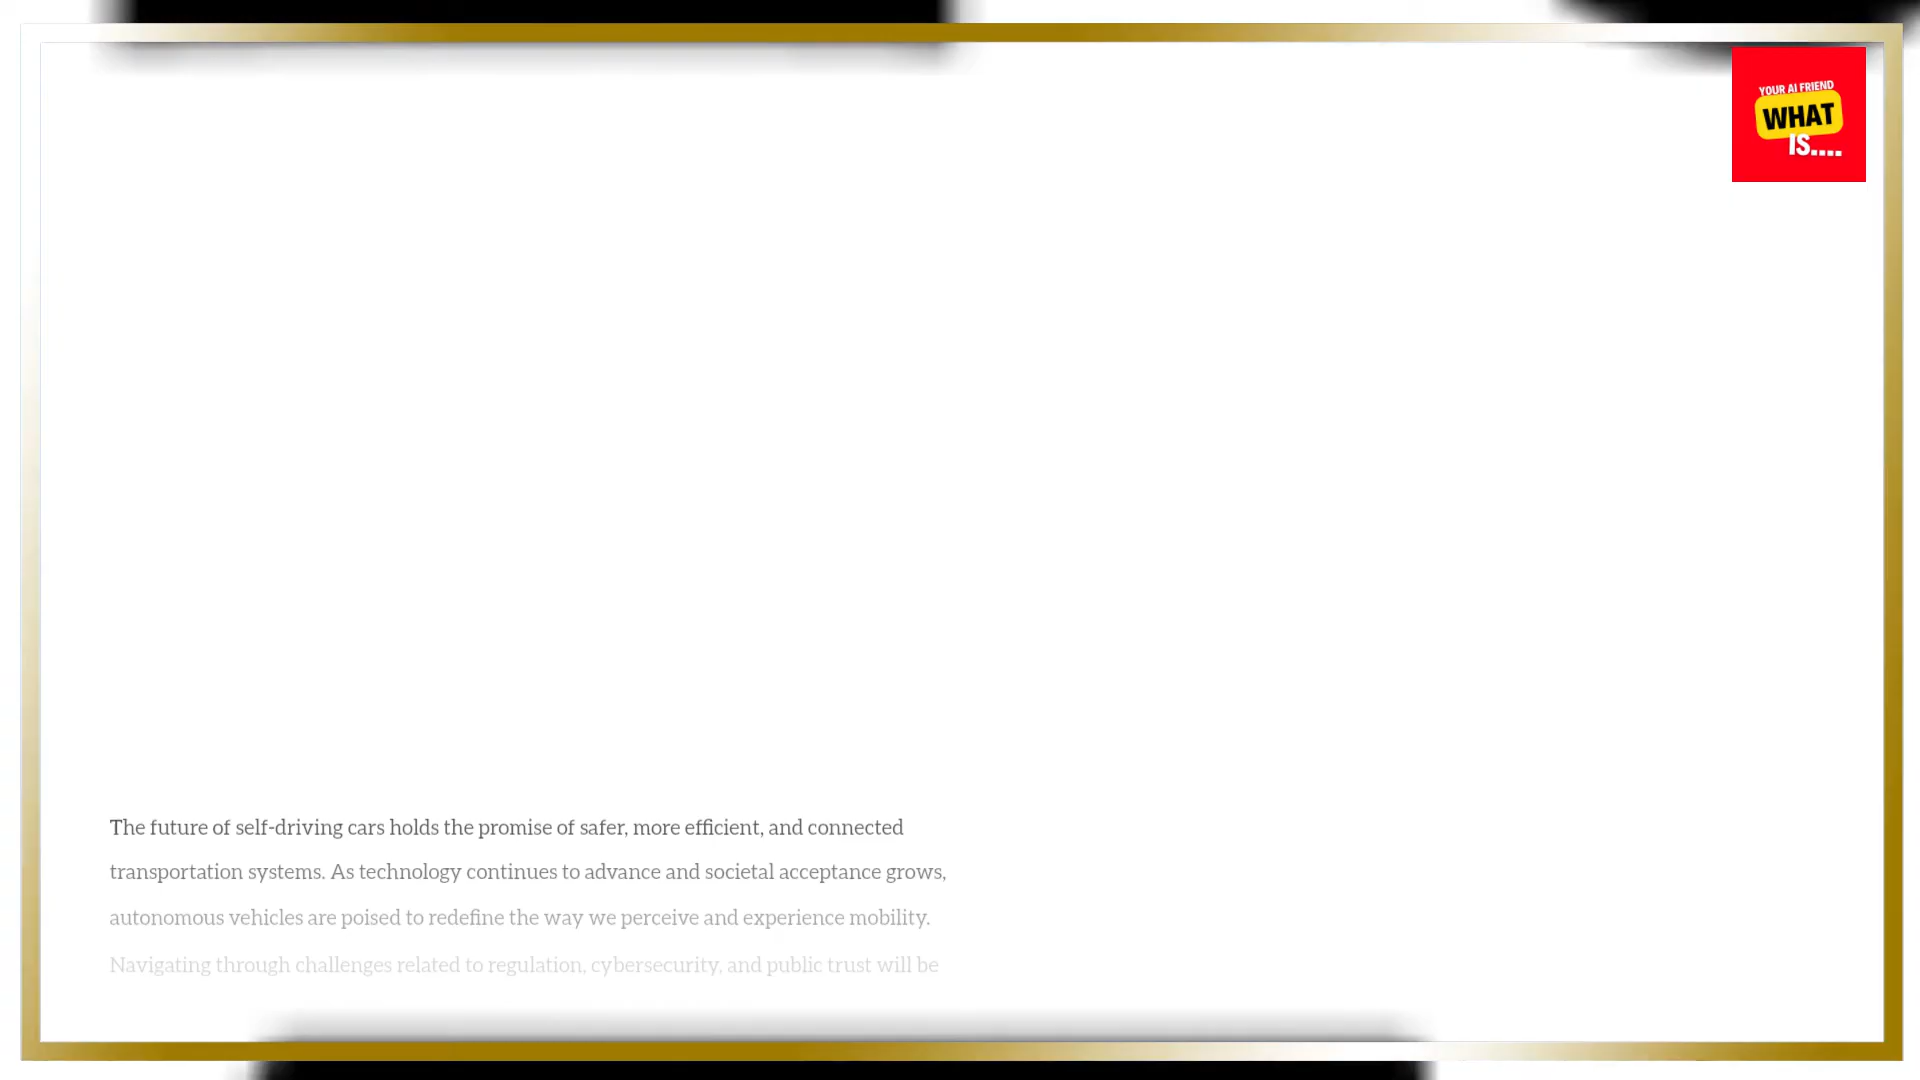 YOUR AI FRIEND
WHAT
IS....
The future of self-driving cars holds the promise of safer, more efficient, and connected
transportation systems. As technology continues to advance and societal acceptance grows,
autonomous vehicles are poised to redefine the way we perceive and experience mobility.
Navigating through challenges related to regulation, cybersecurity, and public trust will be